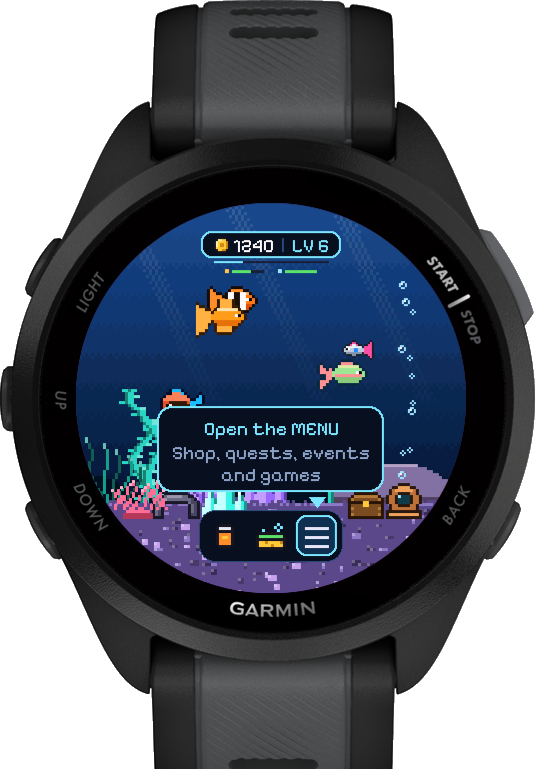 1240 LV 6
START
STOP
LIGHT
UP
DOWN
BACK
Open the MENU
Shop, quests, events
and games
GARMIN